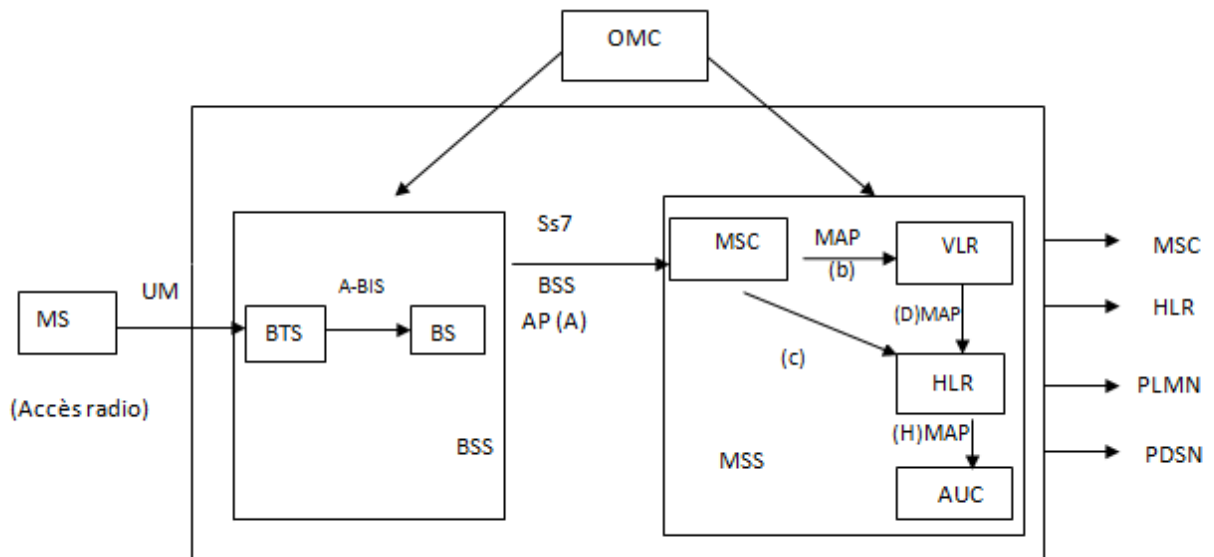 OMC
Ss7
MSC
MAP
VLR
MSC
(b)
UM
A-BIS
BSS
HLR
MS
BTS
BS
AP (A)
(D)MAP
(c)
HLR
PLMN
(Accès radio)
(H)MAP
BSS
MSS
PDSN
AUC